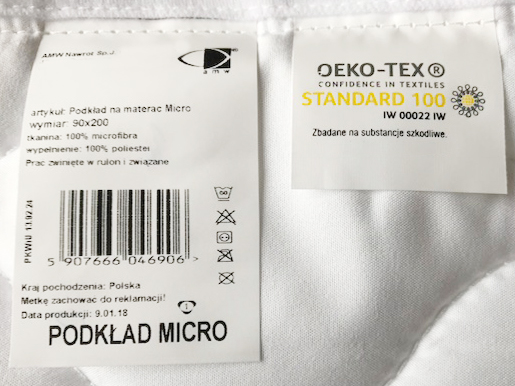 AMW Nawrot Sp.J.
amw
artykuł: Podkład na materac Micro
wymiar: 90x200
tkanina: 100% microfibra
wypełnienie: 100% poliester
Prać zwinięte w rulon i związane
PKWiU 13.92.24
5 907666 046906 >
Kraj pochodzenia: Polska
Metkę zachować do reklamacji!
Data produkcji: 9.01.18
PODKŁAD MICRO
OEKO-TEX®
CONFIDENCE IN TEXTILES
STANDARD 100
IW 00022 IW
Zbadane na substancje szkodliwe.